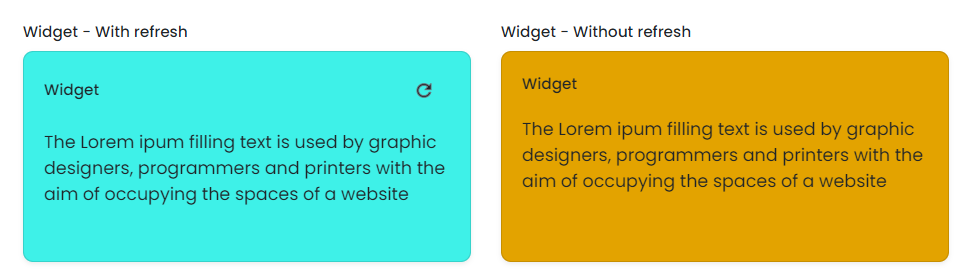 Widget - With refresh
Widget
The Lorem ipum filling text is used by graphic
designers, programmers and printers with the
aim of occupying the spaces of a website
Widget - Without refresh
Widget
The Lorem ipum filling text is used by graphic
designers, programmers and printers with the
aim of occupying the spaces of a website